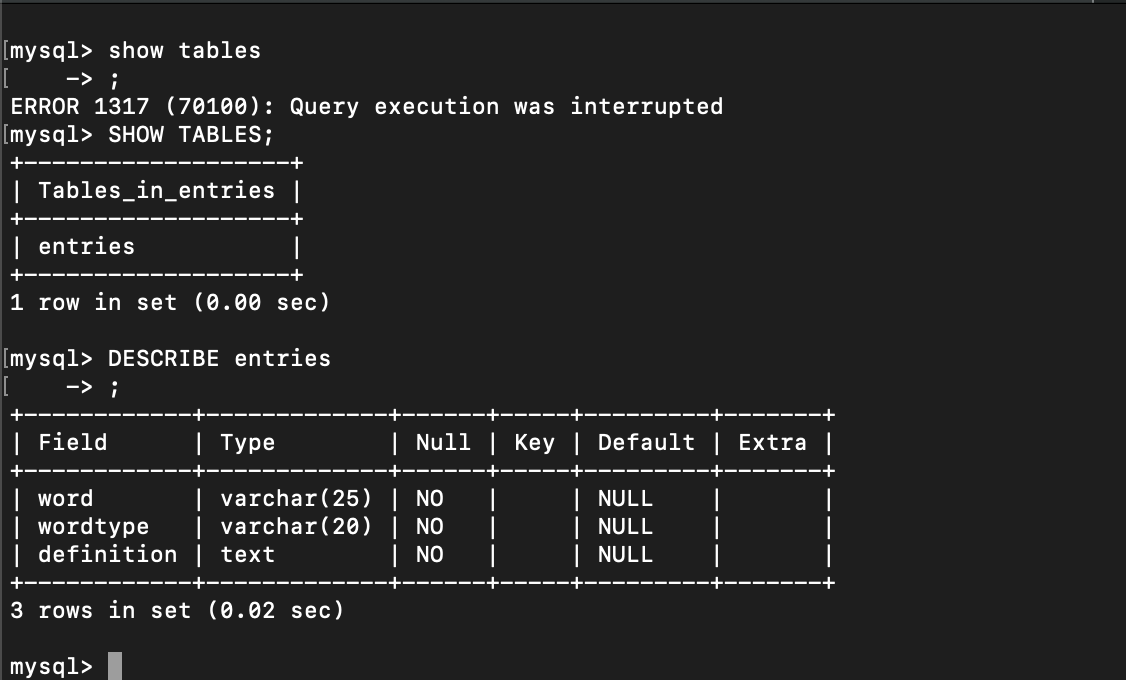 mysql> show tables
    -> ;
ERROR 1317 (70100): Query execution was interrupted
mysql> SHOW TABLES;
+-------------------+
| Tables_in_entries |
+-------------------+
| entries           |
+-------------------+
1 row in set (0.00 sec)

mysql> DESCRIBE entries
    -> ;
+------------+-------------+------+-----+---------+-------+
| Field      | Type        | Null | Key | Default | Extra |
+------------+-------------+------+-----+---------+-------+
| word       | varchar(25) | NO   |     | NULL    |       |
| wordtype   | varchar(20) | NO   |     | NULL    |       |
| definition | text        | NO   |     | NULL    |       |
+------------+-------------+------+-----+---------+-------+
3 rows in set (0.02 sec)

mysql>